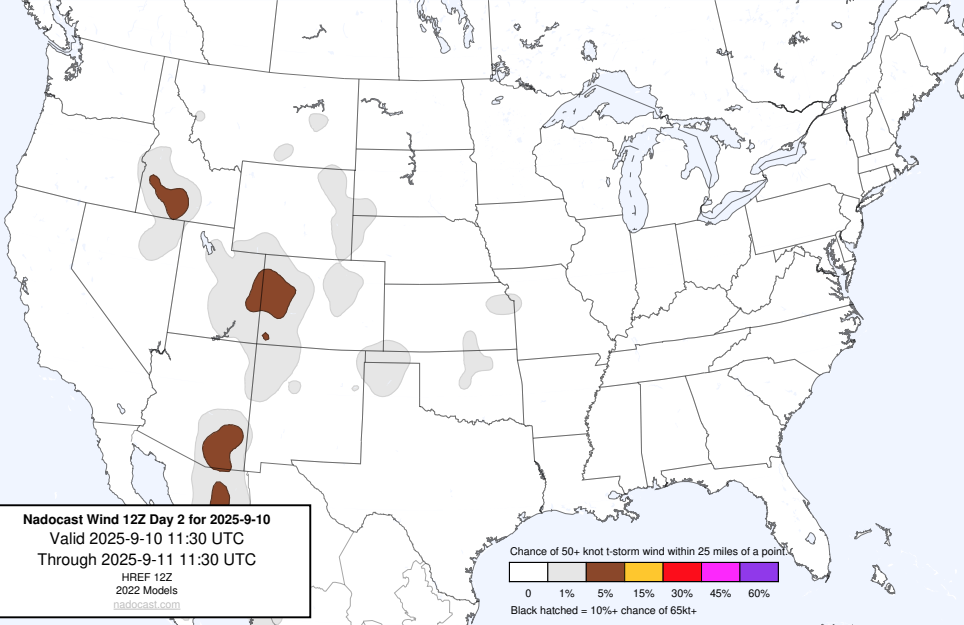 Nadocast Wind 12Z Day 2 for 2025-9-10
Valid 2025-9-10 11:30 UTC
Through 2025-9-11 11:30 UTC
HREF 12Z
2022 Models
nadocast.com
Chance of 50+ knot t-storm wind within 25 miles of a point.
0 1% 5% 15% 30% 45% 60%
Black hatched = 10%+ chance of 65kt+